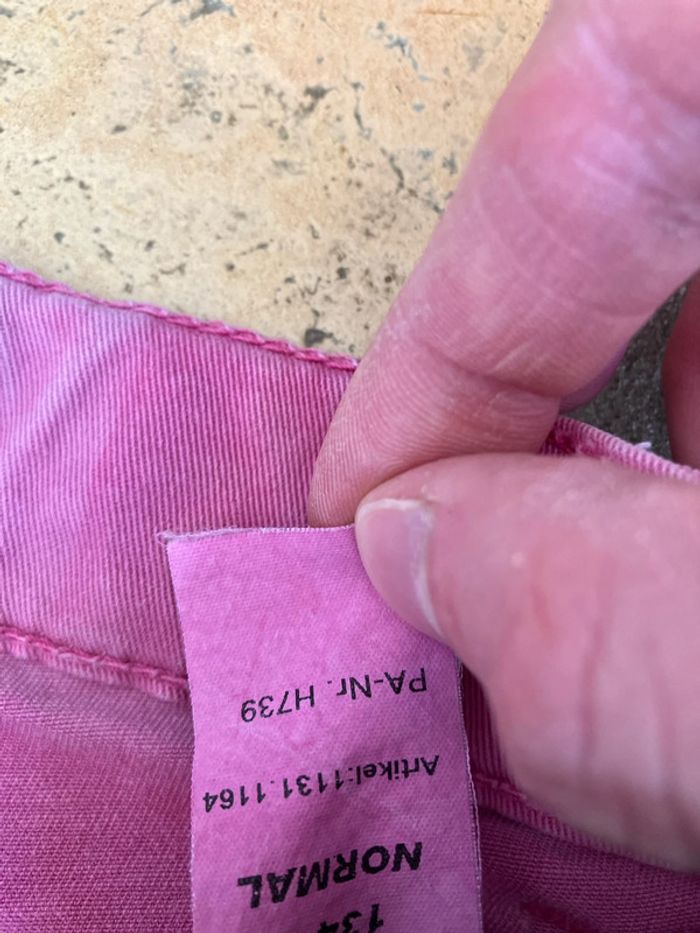 134
NORMAL
Artikel:1131.1164
PA-Nr. H739